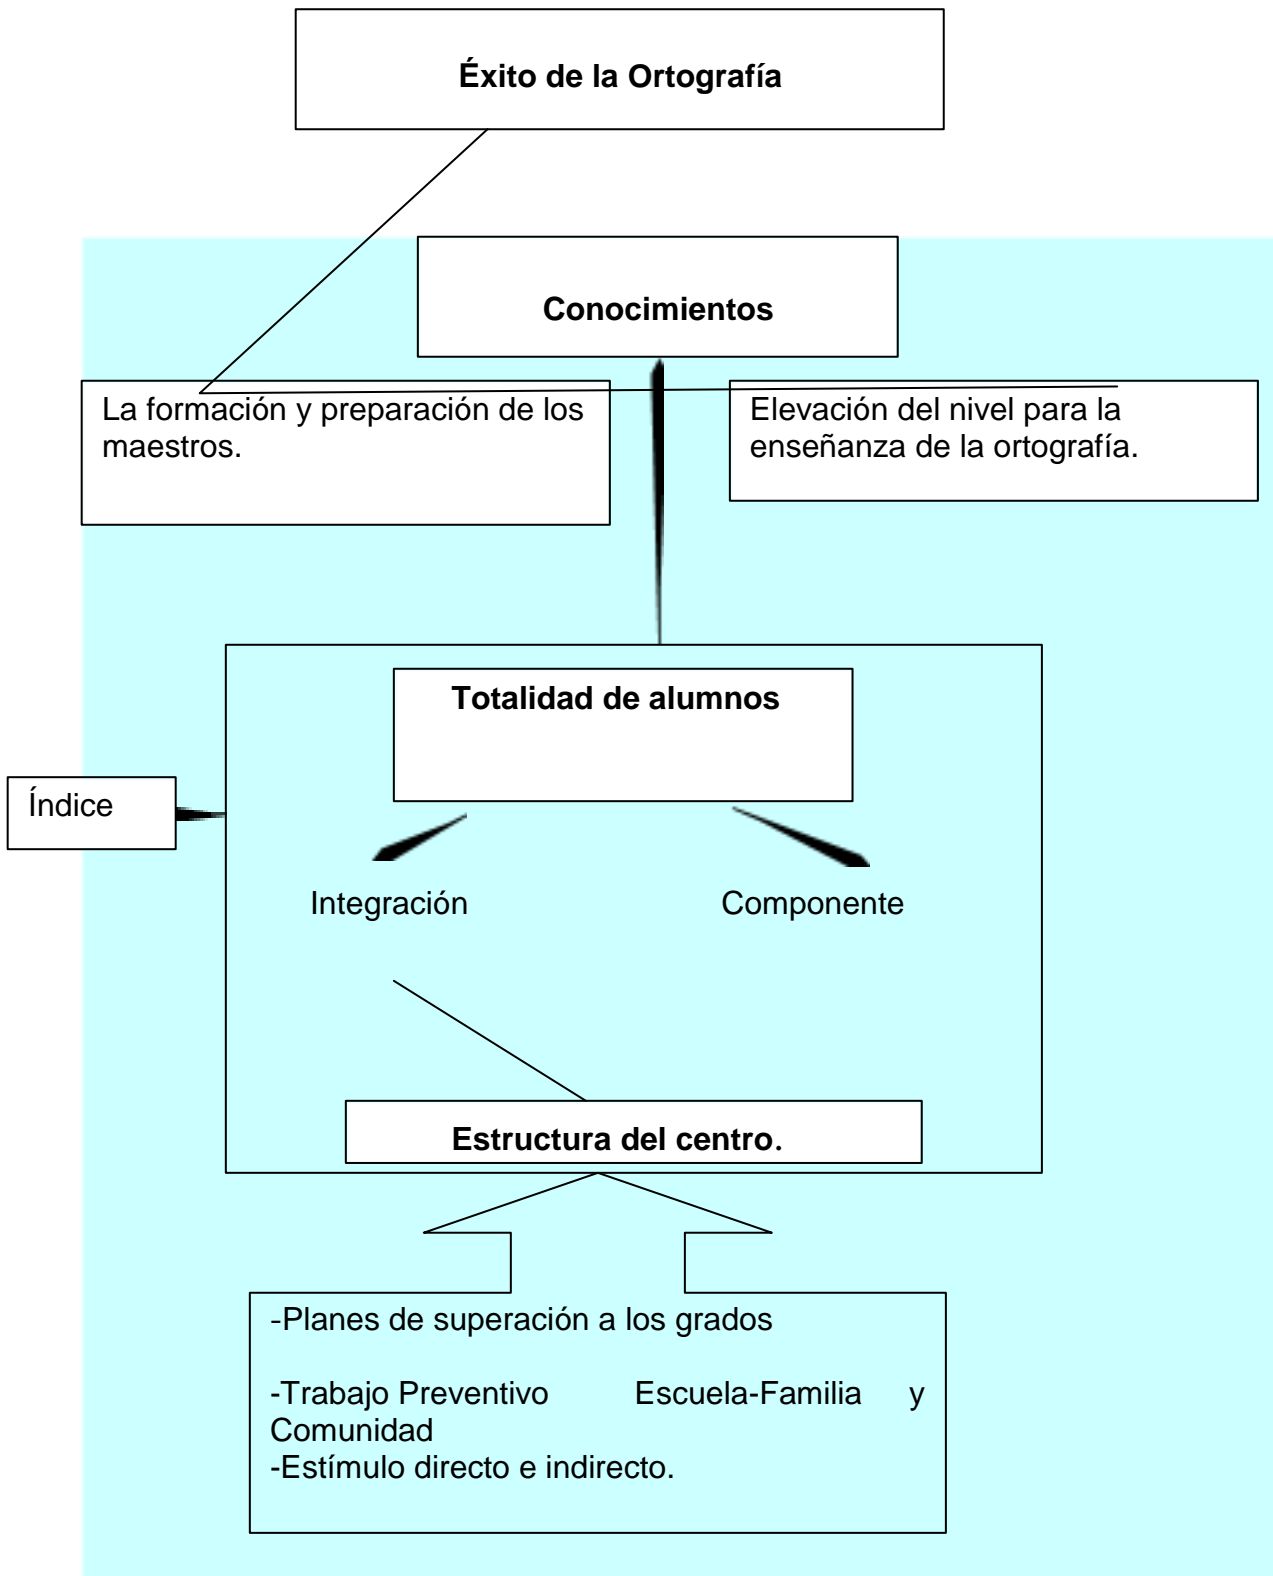 Éxito de la Ortografía
Conocimientos
La formación y preparación de los
maestros.
Elevación del nivel para la
enseñanza de la ortografía.
Totalidad de alumnos
Índice
Integración
Componente
Estructura del centro.
-Planes de superación a los grados
-Trabajo Preventivo Escuela-Familia y
Comunidad
-Estímulo directo e indirecto.